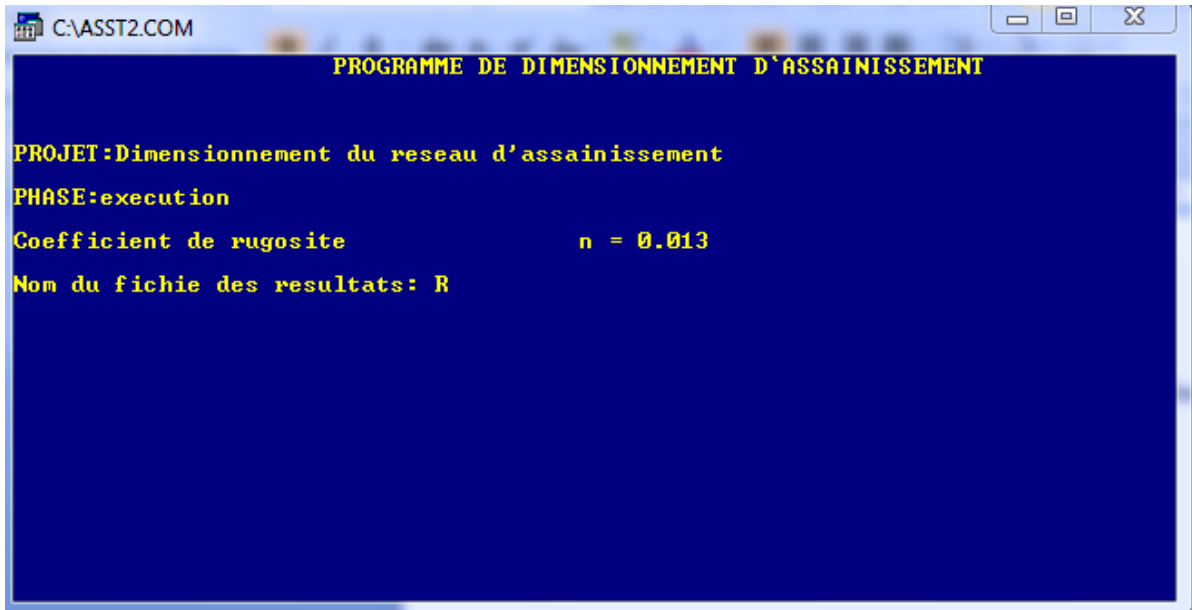 C:\ASST2.COM
PROGRAMME DE DIMENSIONNEMENT D`ASSAINISSEMENT
PROJET:Dimensionnement du reseau d'assainissement
PHASE:execution
Coefficient de rugosite n = 0.013
Nom du fichie des resultats: R